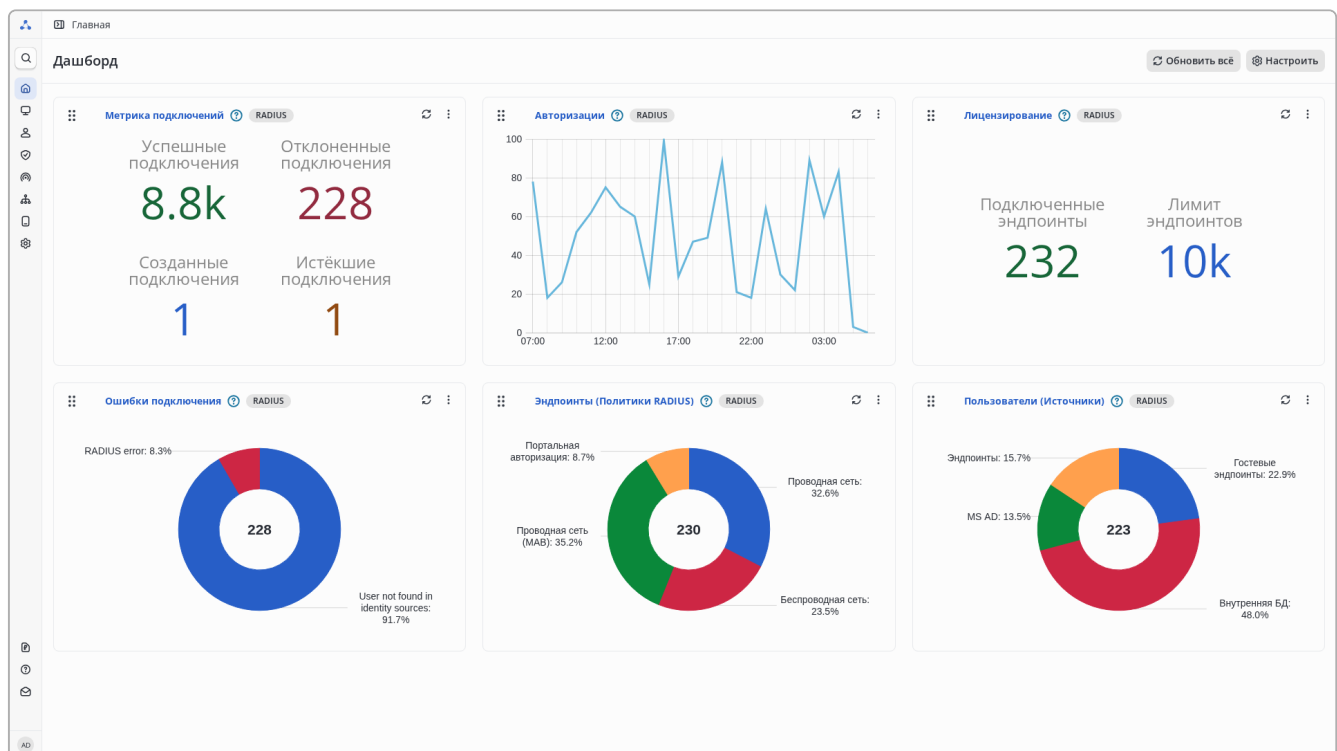 Главная
Дашборд
Обновить всё
Настроить
Метрика подключений
RADIUS
Успешные
подключения
8.8k
Отклоненные
подключения
228
Созданные
подключения
1
Истёкшие
подключения
1
Авторизации
RADIUS
100
80
60
40
20
0
07:00
12:00
17:00
22:00
03:00
Лицензирование
RADIUS
Подключенные
эндпоинты
232
Лимит
эндпоинтов
10k
Ошибки подключения
RADIUS
RADIUS error: 8.3%
228
User not found in
identity sources:
91.7%
Эндпоинты (Политики RADIUS)
RADIUS
Портальная
авторизация: 8.7%
Проводная сеть:
32.6%
Проводная сеть
(MAB): 35.2%
230
Беспроводная сеть:
23.5%
Пользователи (Источники)
RADIUS
Эндпоинты: 15.7%
Гостевые
эндпоинты: 22.9%
MS AD: 13.5%
223
Внутренняя БД:
48.0%
AD